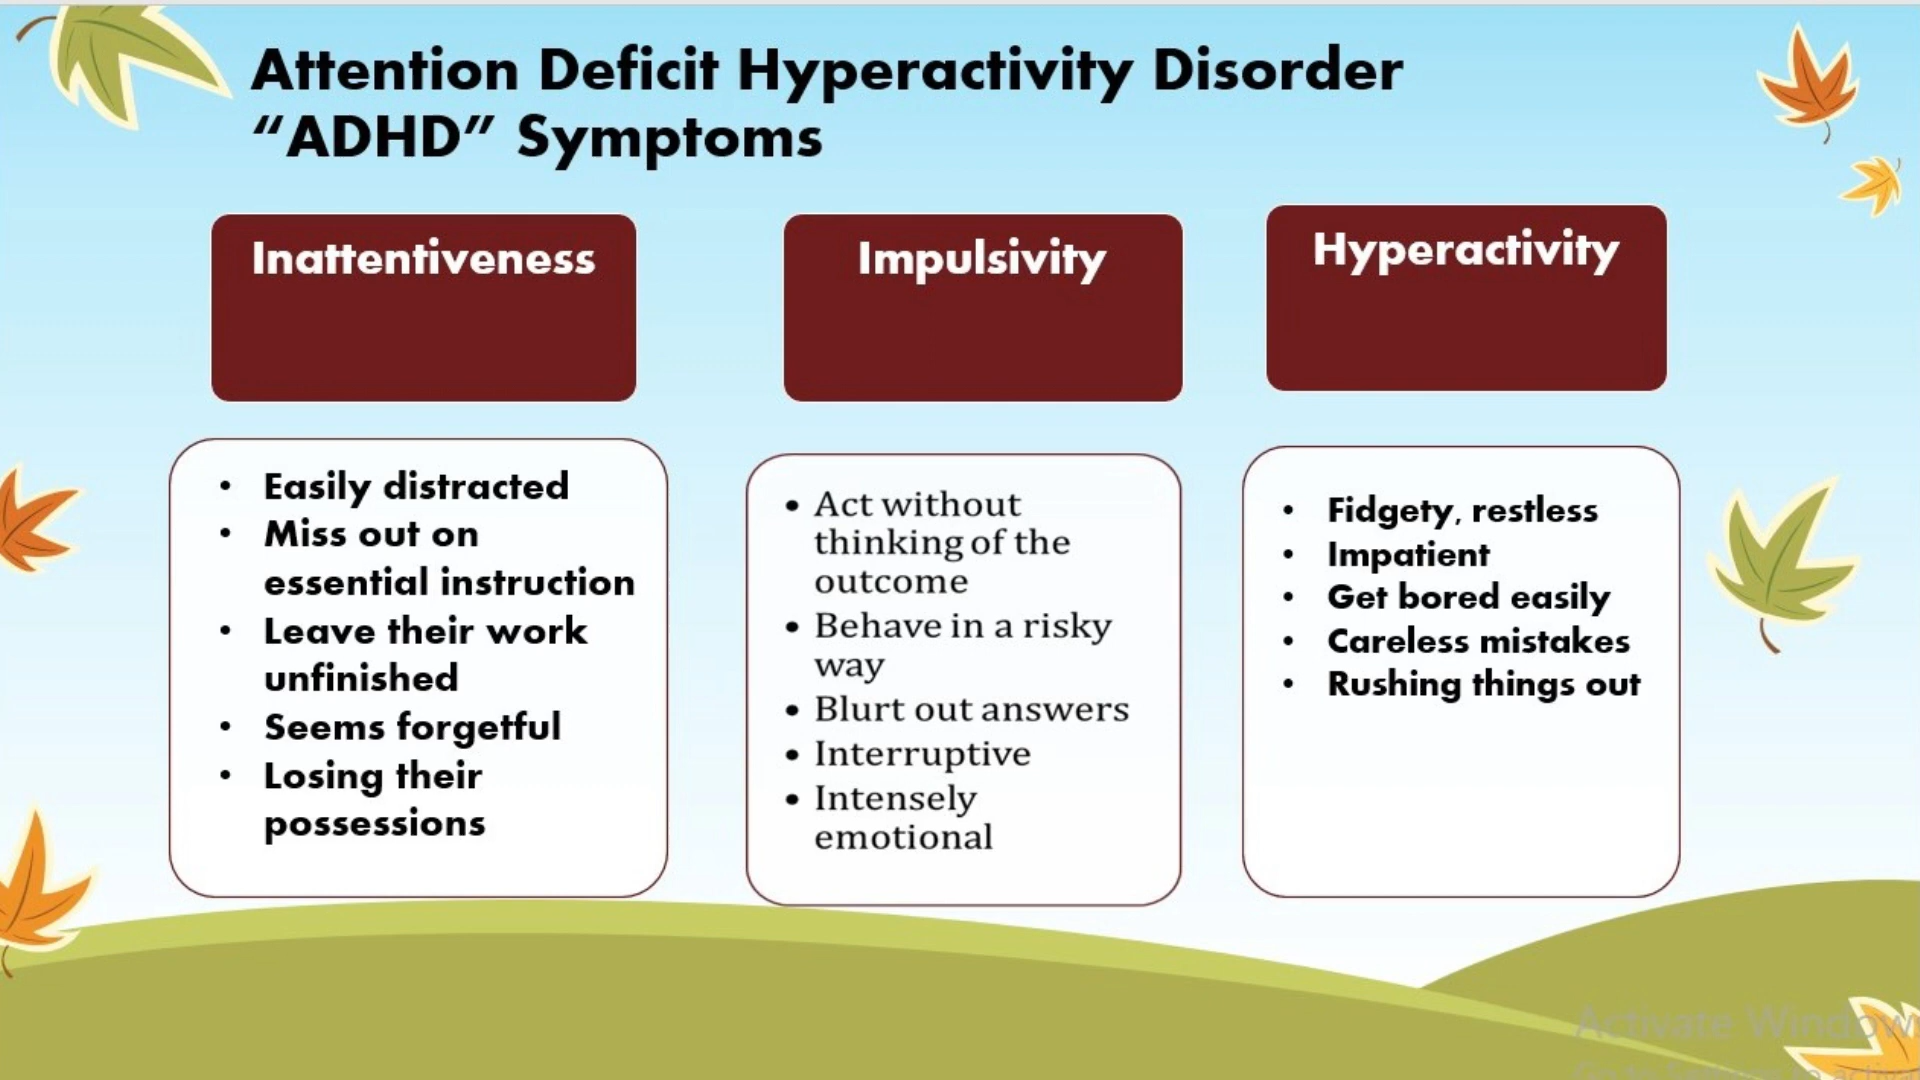 Attention Deficit Hyperactivity Disorder
“ADHD” Symptoms
Inattentiveness
• Easily distracted
• Miss out on
essential instruction
• Leave their work
unfinished
• Seems forgetful
• Losing their
possessions
Impulsivity
• Act without
thinking of the
outcome
• Behave in a risky
way
• Blurt out answers
• Interruptive
• Intensely
emotional
Hyperactivity
• Fidgety, restless
• Impatient
• Get bored easily
• Careless mistakes
• Rushing things out
Activate Window